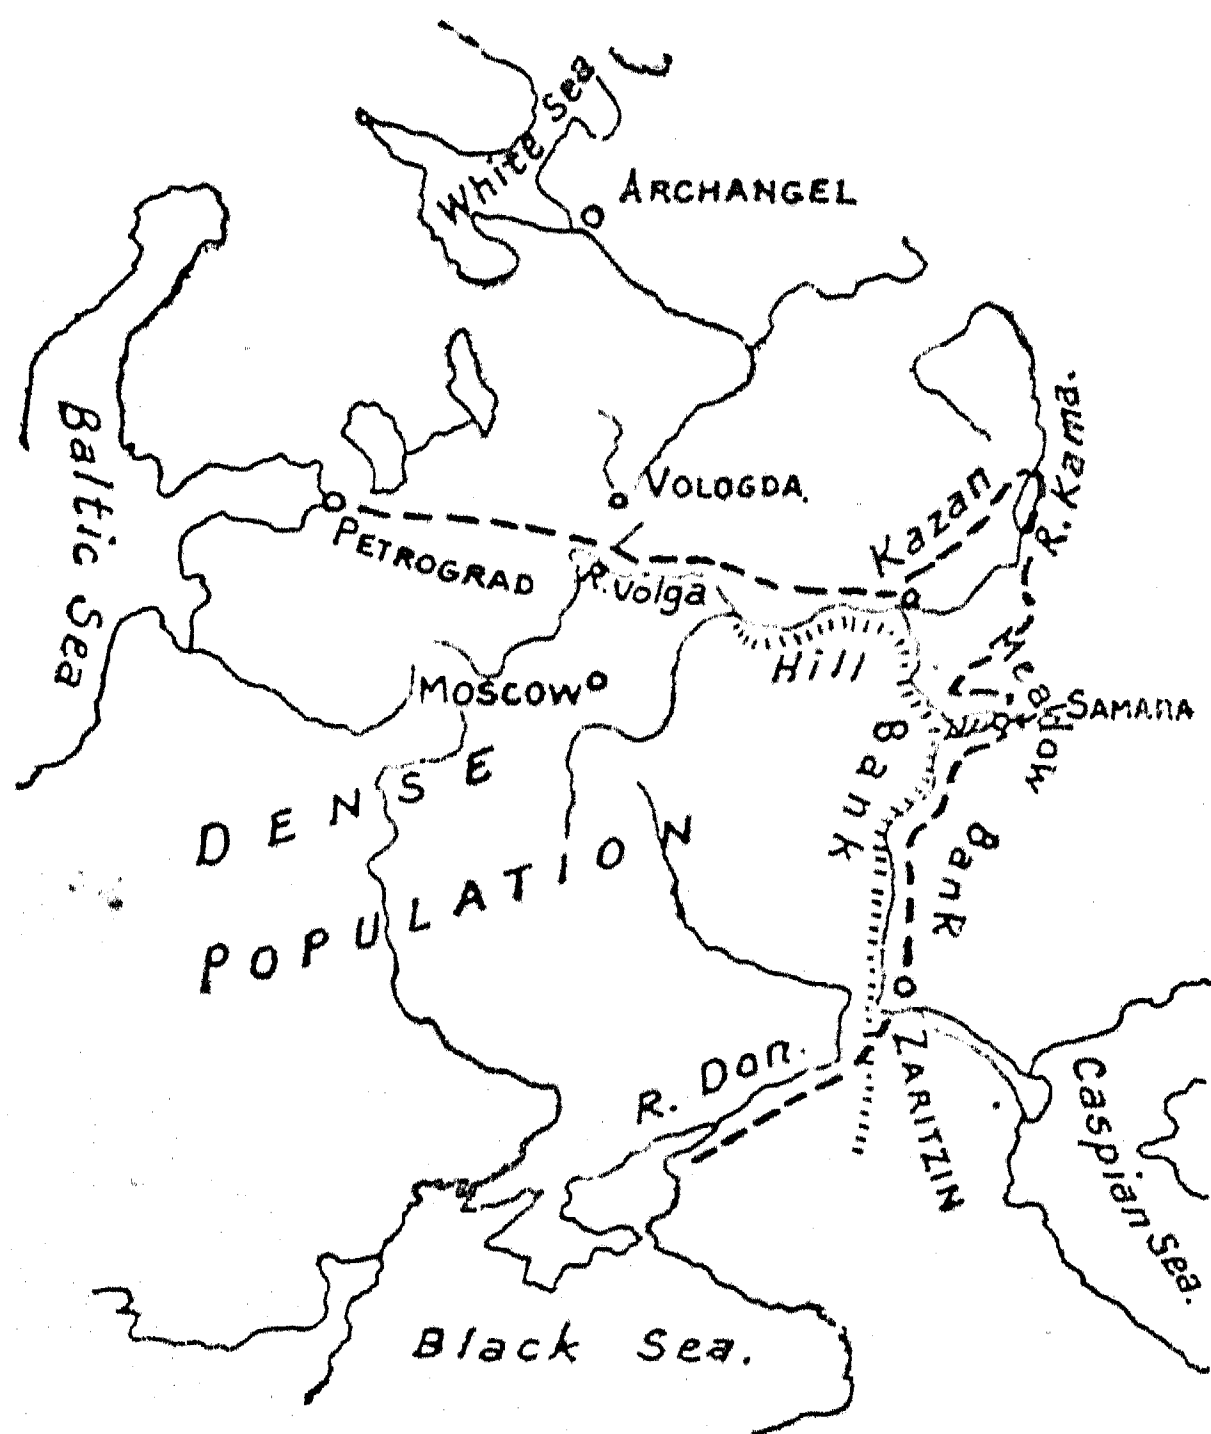 White Sea
ARCHANGEL
Baltic Sea
R. Kama.
VOLOGDA.
Kazan
PETROGRAD
R. Volga
Hill
Bank
Meadow
Bank
MOSCOW
SAMARA
DENSE
POPULATION
R. Don.
ZARITZIN
Caspian Sea.
Black Sea.